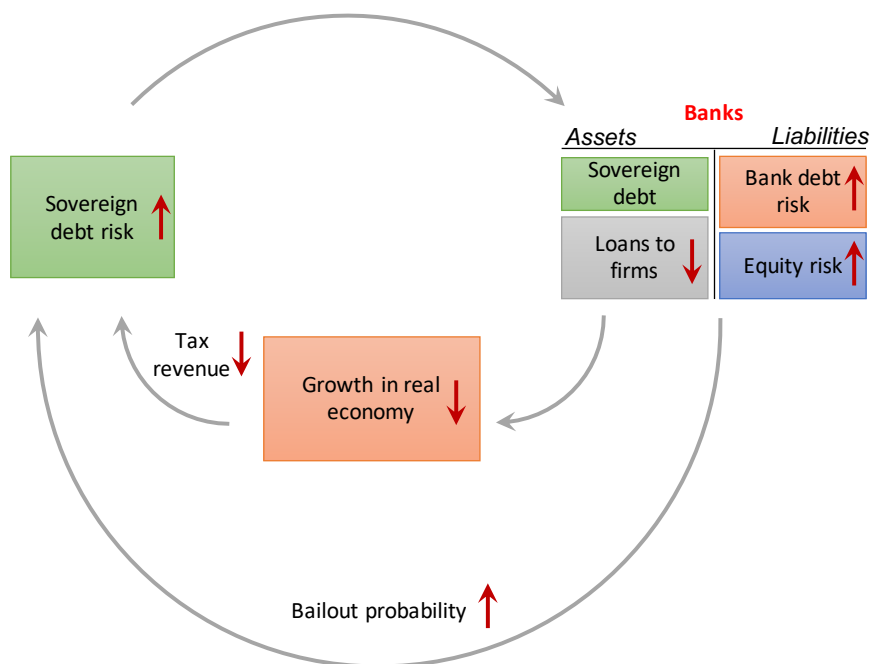 Banks
Assets
Liabilities
Sovereign
debt
Bank debt
risk
Sovereign
debt risk
Loans to
firms
Equity risk
Tax
revenue
Growth in real
economy
Bailout probability